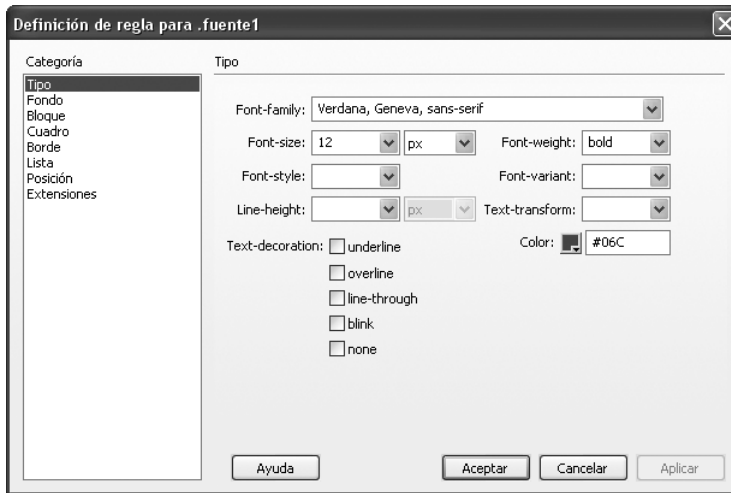 Definición de regla para .fuente1
Categoría
Tipo
Fondo
Bloque
Cuadro
Borde
Lista
Posición
Extensiones
Tipo
Font-family: Verdana, Geneva, sans-serif
Font-size: 12 px Font-weight: bold
Font-style: Font-variant:
Line-height: px Text-transform:
Text-decoration: underline Color: #06C
overline
line-through
blink
none
Ayuda Aceptar Cancelar Aplicar